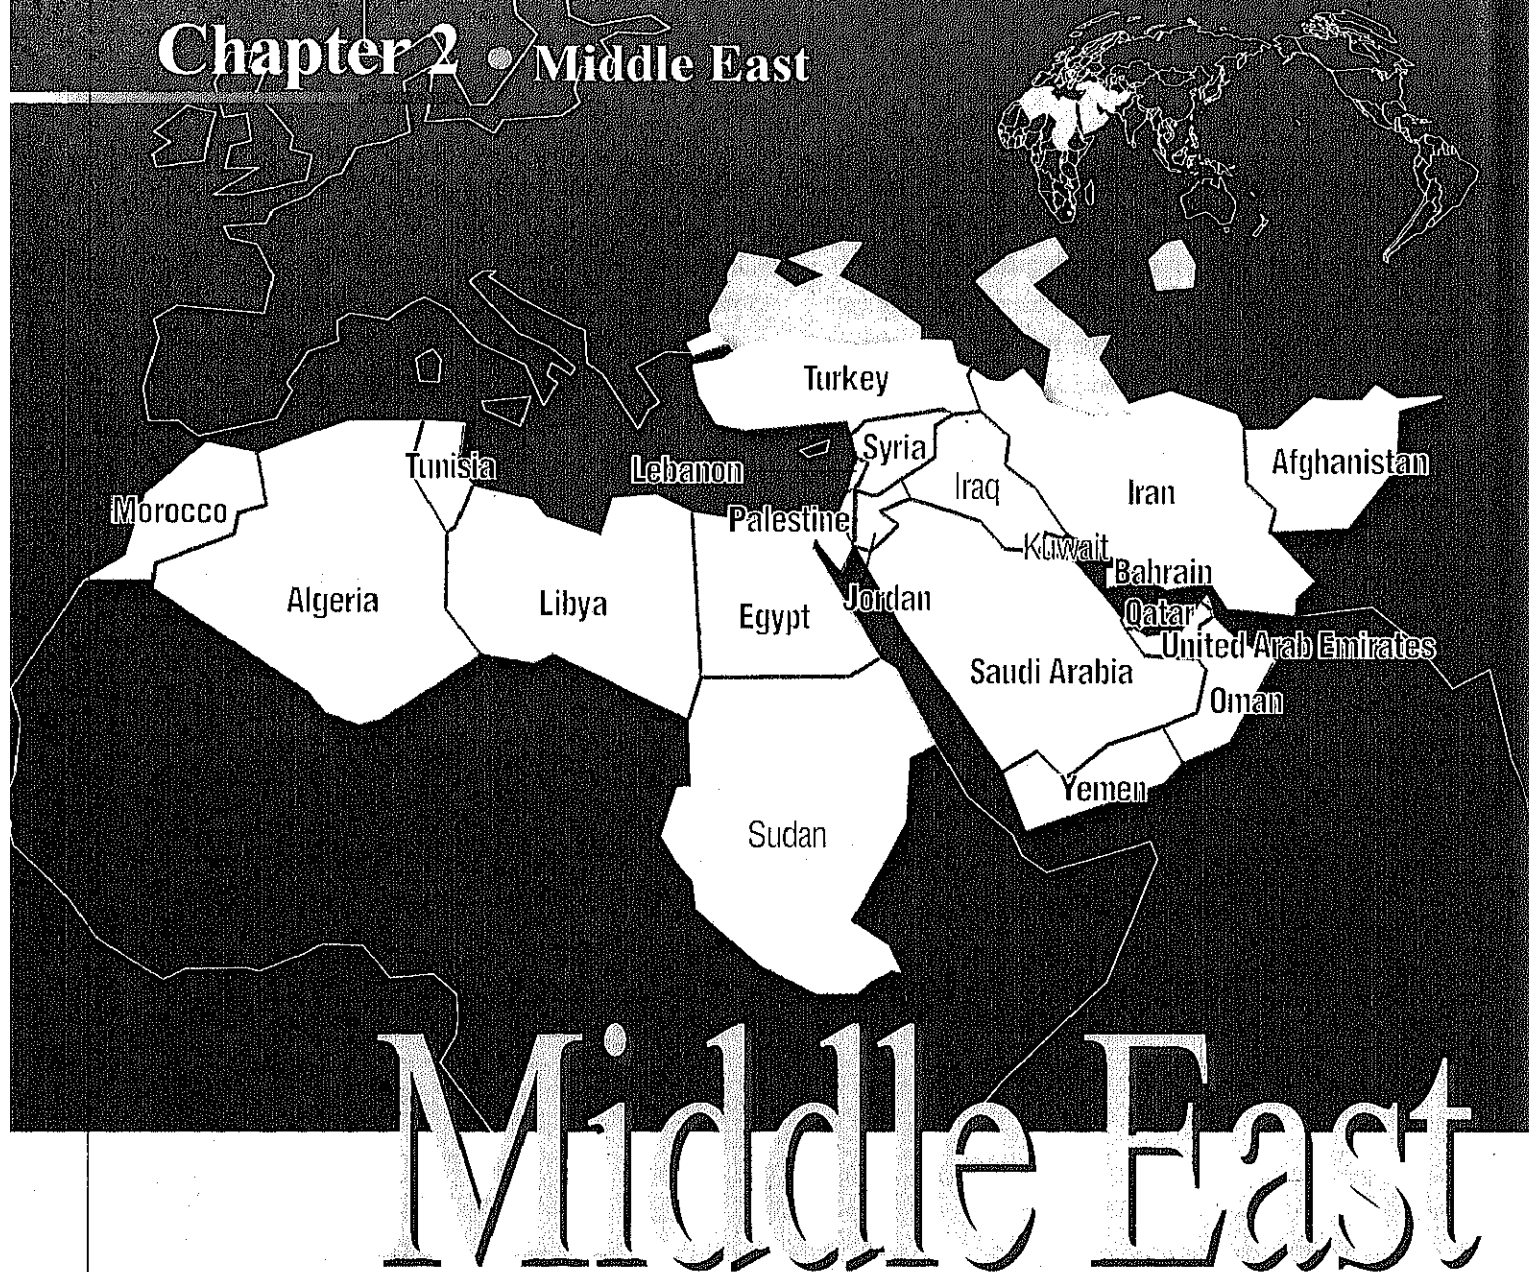 Chapter 2 • Middle East
Turkey
Syria
Afghanistan
Tunisia
Lebanon
Iraq
Iran
Morocco
Palestine
Kuwait
Bahrain
Algeria
Libya
Egypt
Jordan
Qatar
United Arab Emirates
Saudi Arabia
Oman
Yemen
Sudan
Middle East